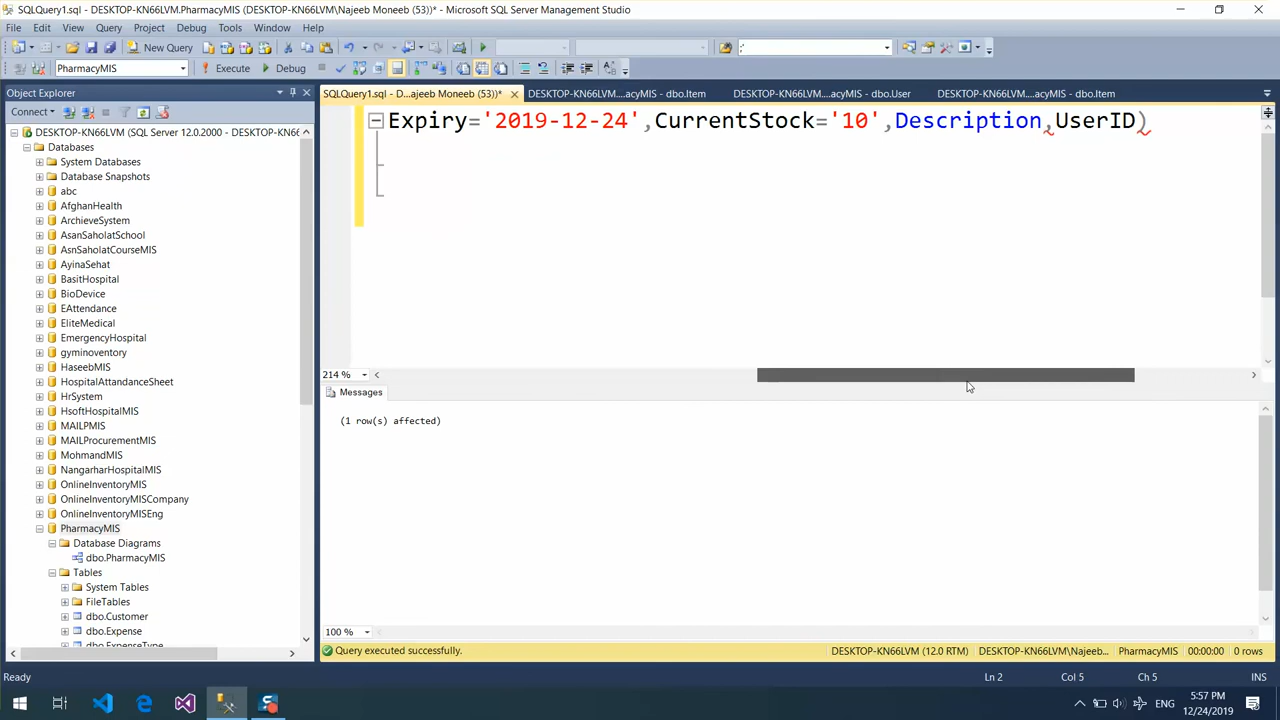 SQLQuery1.sql - DESKTOP-KN66LVM.PharmacyMIS (DESKTOP-KN66LVM\Najeeb Moneeb (53))* - Microsoft SQL Server Management Studio
File Edit View Query Project Debug Tools Window Help
New Query
PharmacyMIS Execute Debug
Object Explorer
SQLQuery1.sql - D...ajeeb Moneeb (53))* DESKTOP-KN66LVM....acyMIS - dbo.Item DESKTOP-KN66LVM....acyMIS - dbo.User DESKTOP-KN66LVM....acyMIS - dbo.Item
Connect
Expiry='2019-12-24',CurrentStock='10',Description,UserID)
DESKTOP-KN66LVM (SQL Server 12.0.2000 - DESKTOP-KN66
Databases
System Databases
Database Snapshots
abc
AfghanHealth
ArchieveSystem
AsanSaholatSchool
AsnSaholatCourseMIS
AyinaSehat
BasitHospital
BioDevice
EAttendance
EliteMedical
EmergencyHospital
gyminoventory
HaseebMIS
HospitalAttandanceSheet
HrSystem
HsoftHospitalMIS
MAILPMIS
MAILProcurementMIS
MohmandMIS
NangarharHospitalMIS
OnlineInventoryMIS
OnlineInventoryMISCompany
OnlineInventoryMISEng
PharmacyMIS
Database Diagrams
dbo.PharmacyMIS
Tables
System Tables
FileTables
dbo.Customer
dbo.Expense
dbo.ExpenseType
214 %
Messages
(1 row(s) affected)
100 %
Query executed successfully. DESKTOP-KN66LVM (12.0 RTM) DESKTOP-KN66LVM\Najeeb... PharmacyMIS 00:00:00 0 rows
Ready Ln 2 Col 5 Ch 5 INS
ENG 5:57 PM
12/24/2019